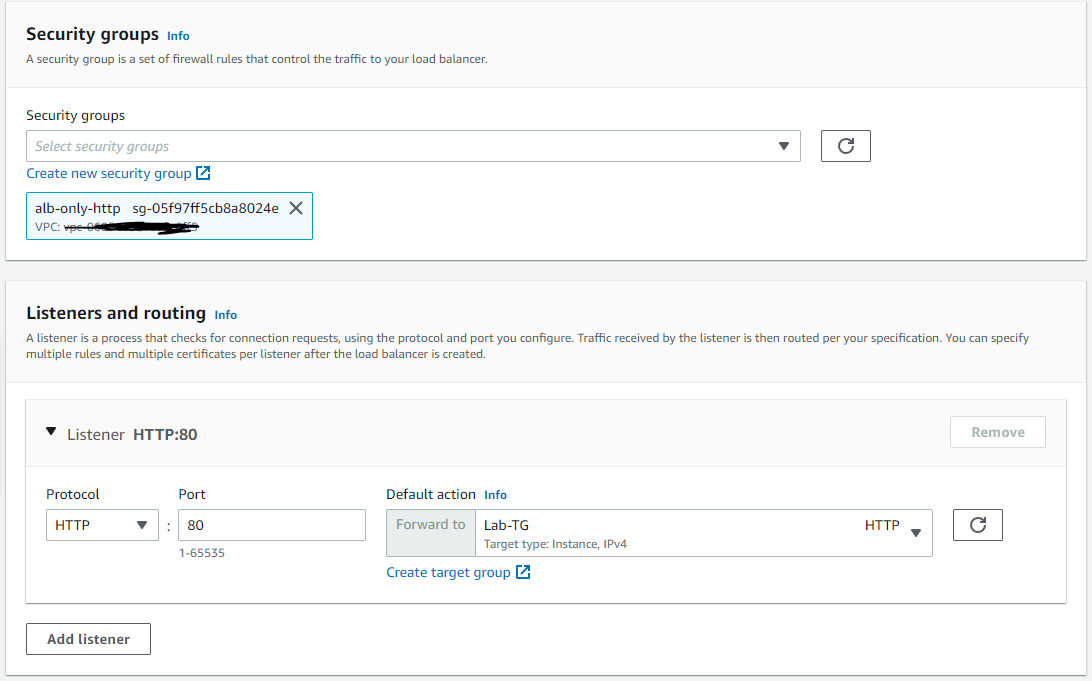 Security groups Info
A security group is a set of firewall rules that control the traffic to your load balancer.
Security groups
Select security groups
Create new security group
alb-only-http sg-05f97ff5cb8a8024e
VPC:
Listeners and routing Info
A listener is a process that checks for connection requests, using the protocol and port you configure. Traffic received by the listener is then routed per your specification. You can specify
multiple rules and multiple certificates per listener after the load balancer is created.
Listener HTTP:80
Remove
Protocol Port Default action Info
HTTP : 80 Forward to Lab-TG HTTP
Target type: Instance, IPv4
1-65535
Create target group
Add listener